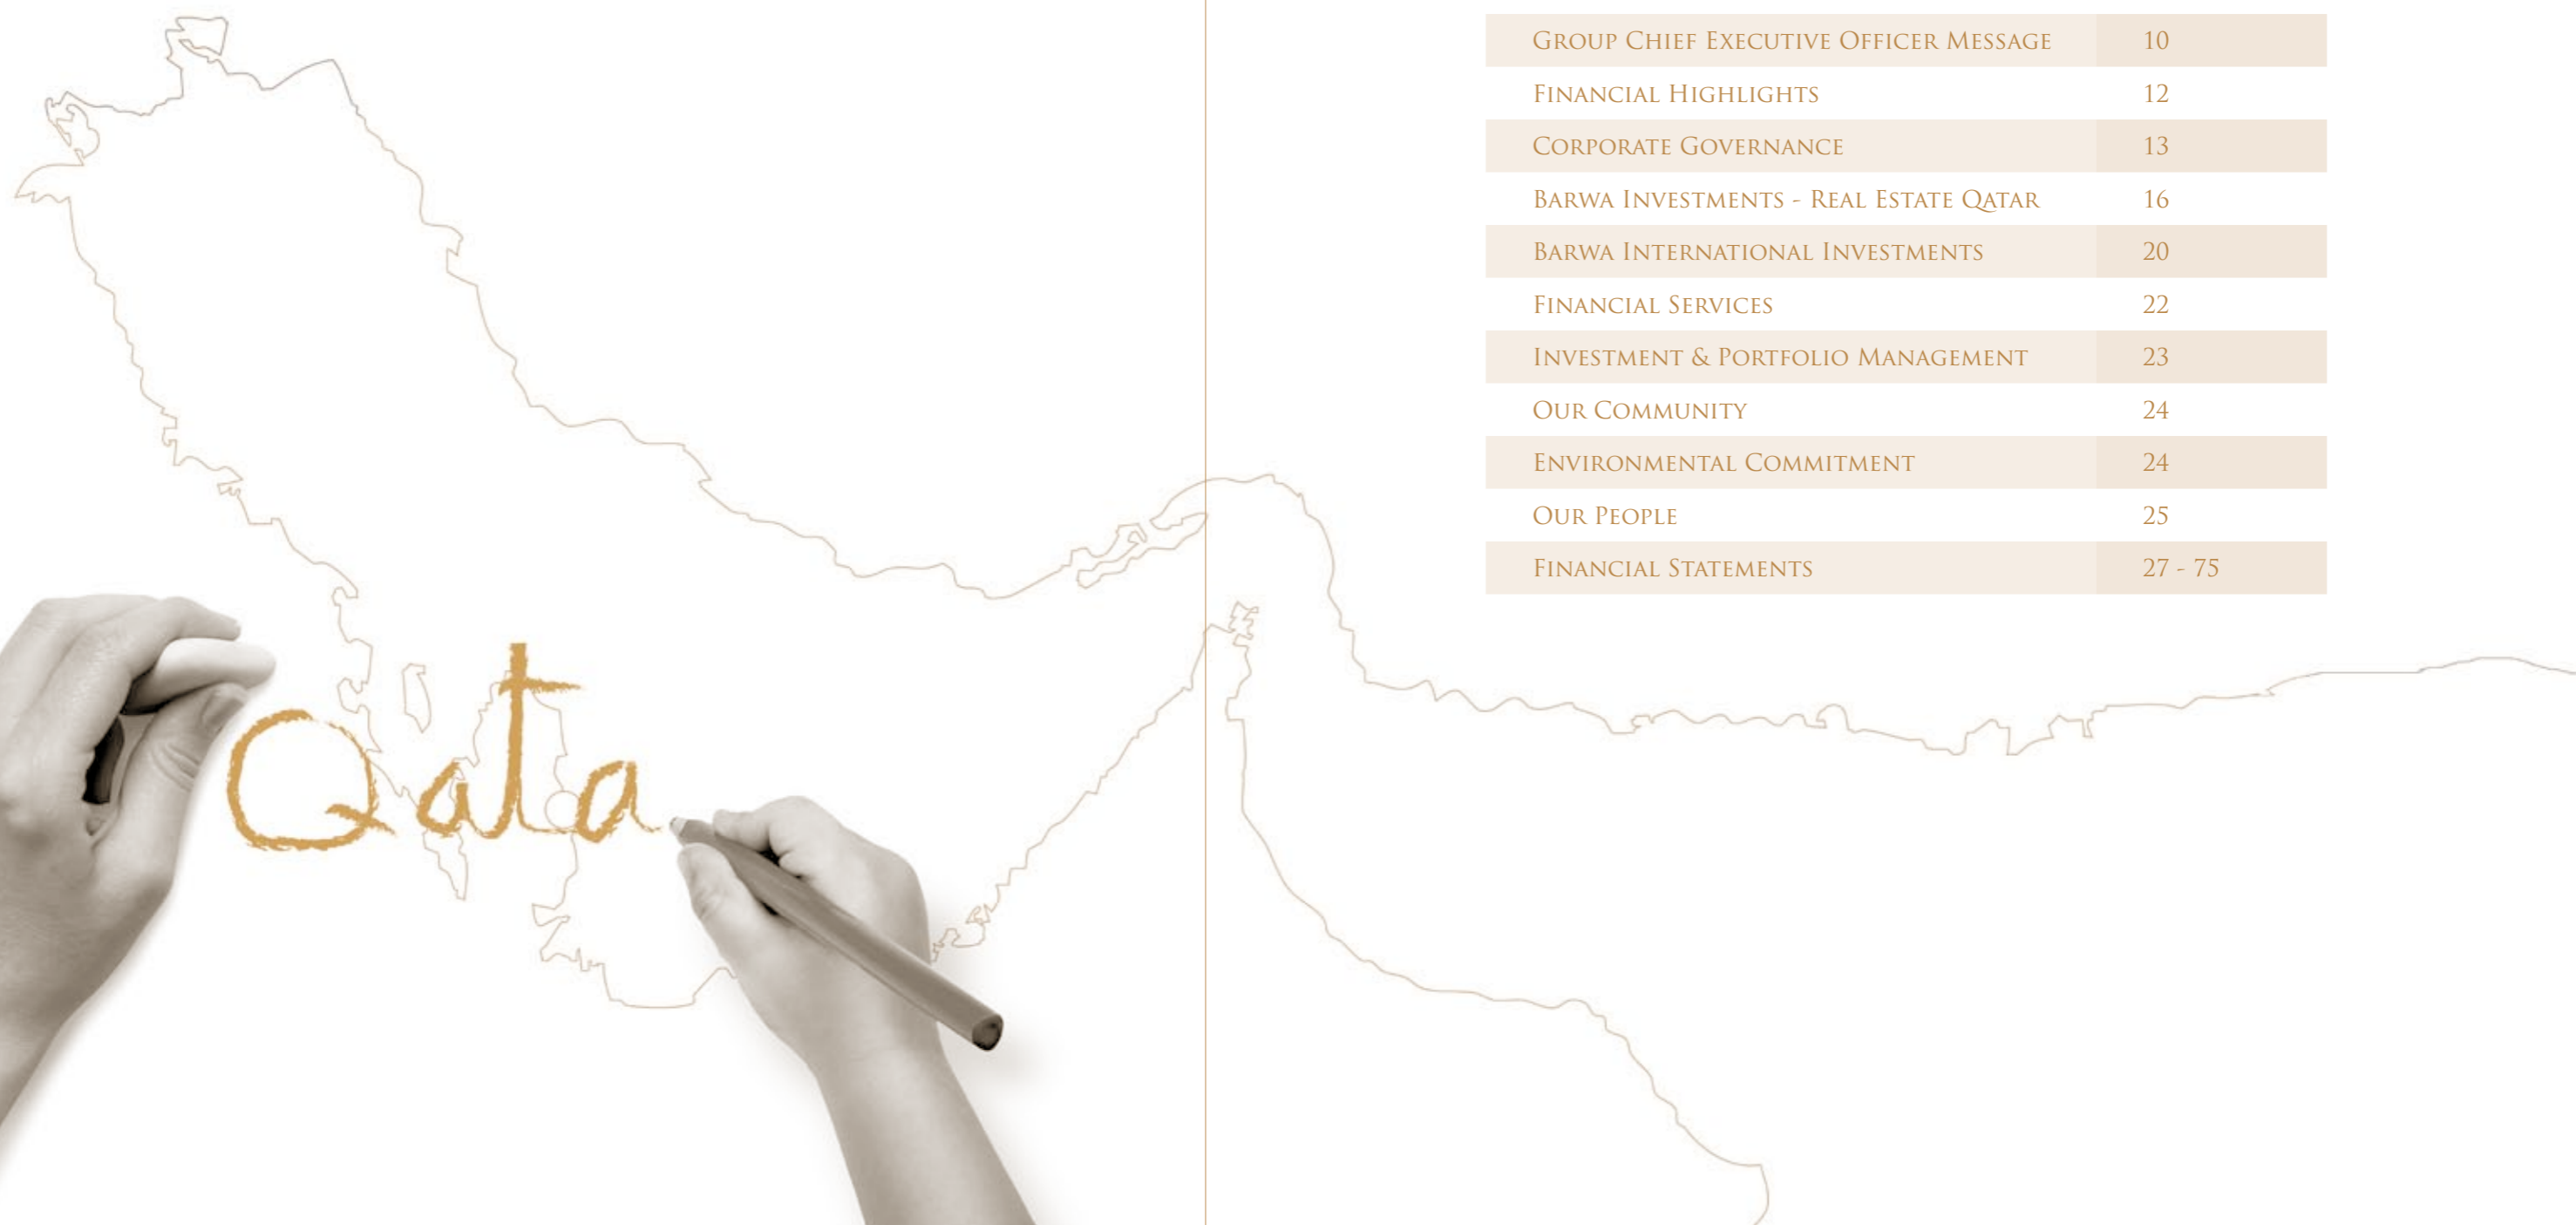 Qata
Group Chief Executive Officer Message 10
Financial Highlights 12
Corporate Governance 13
Barwa Investments - Real Estate Qatar 16
Barwa International Investments 20
Financial Services 22
Investment & Portfolio Management 23
Our Community 24
Environmental Commitment 24
Our People 25
Financial Statements 27 - 75